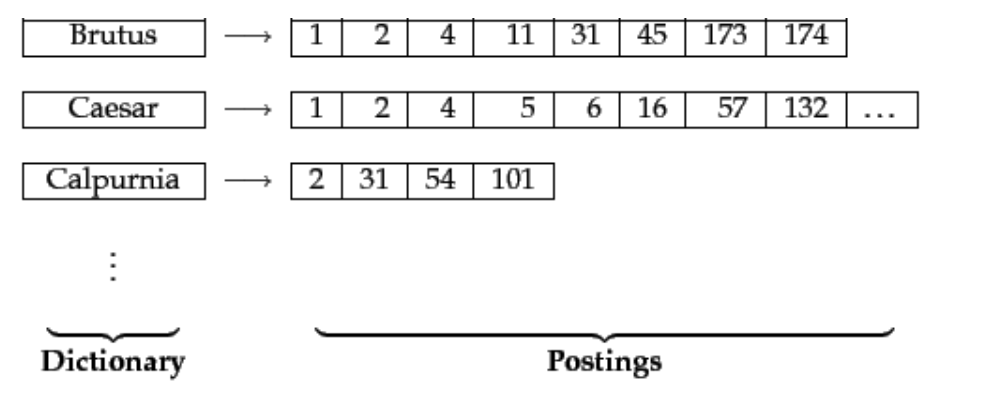 Brutus → 1 2 4 11 31 45 173 174
Caesar → 1 2 4 5 6 16 57 132 ...
Calpurnia → 2 31 54 101
⋮
Dictionary Postings